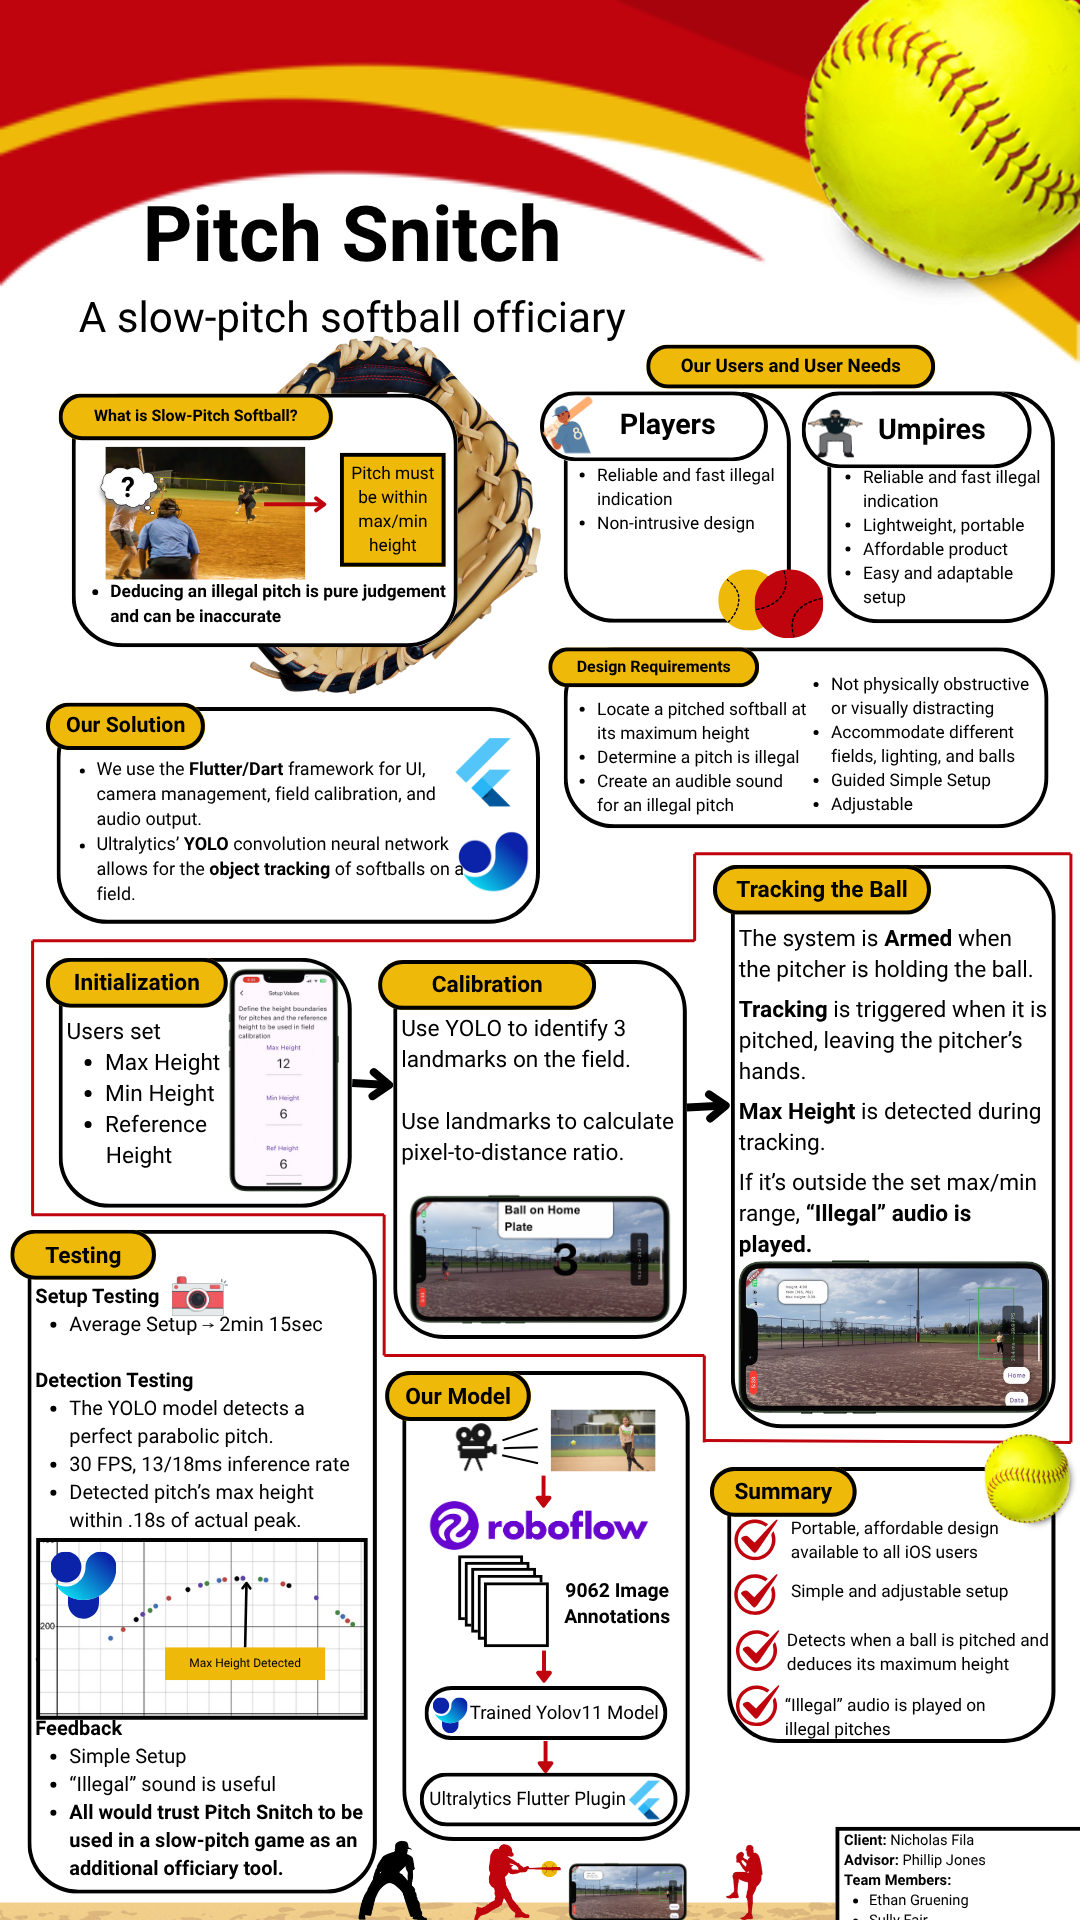 Pitch Snitch
A slow-pitch softball officiary
Our Users and User Needs
What is Slow-Pitch Softball?
?
Pitch must
be within
max/min
height
Deducing an illegal pitch is pure judgement
and can be inaccurate
8
Players
Reliable and fast illegal
indication
Non-intrusive design
Umpires
Reliable and fast illegal
indication
Lightweight, portable
Affordable product
Easy and adaptable
setup
Design Requirements
Locate a pitched softball at
its maximum height
Determine a pitch is illegal
Create an audible sound
for an illegal pitch
Not physically obstructive
or visually distracting
Accommodate different
fields, lighting, and balls
Guided Simple Setup
Adjustable
Our Solution
We use the Flutter/Dart framework for UI,
camera management, field calibration, and
audio output.
Ultralytics’ YOLO convolution neural network
allows for the object tracking of softballs on a
field.
Initialization
Users set
Max Height
Min Height
Reference
Height
Setup Values
Define the height boundaries
for pitches and the reference
height to be used in field
calibration
Max Height
12
Min Height
6
Ref Height
6
Calibration
Use YOLO to identify 3
landmarks on the field.
Use landmarks to calculate
pixel-to-distance ratio.
Ball on Home
Plate
3
Tracking the Ball
The system is Armed when
the pitcher is holding the ball.
Tracking is triggered when it is
pitched, leaving the pitcher’s
hands.
Max Height is detected during
tracking.
If it’s outside the set max/min
range, “Illegal” audio is
played.
Home
Data
Testing
Setup Testing
Average Setup → 2min 15sec
Detection Testing
The YOLO model detects a
perfect parabolic pitch.
30 FPS, 13/18ms inference rate
Detected pitch’s max height
within .18s of actual peak.
200
Max Height Detected
Feedback
Simple Setup
“Illegal” sound is useful
All would trust Pitch Snitch to be
used in a slow-pitch game as an
additional officiary tool.
Our Model
roboflow
9062 Image
Annotations
Trained Yolov11 Model
Ultralytics Flutter Plugin
Summary
Portable, affordable design
available to all iOS users
Simple and adjustable setup
Detects when a ball is pitched and
deduces its maximum height
“Illegal” audio is played on
illegal pitches
Client: Nicholas Fila
Advisor: Phillip Jones
Team Members:
Ethan Gruening
Sully Fair